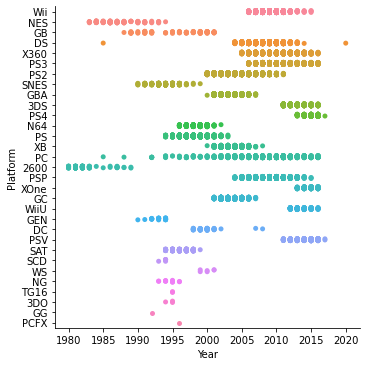 Wii
NES
GB
DS
X360
PS3
PS2
SNES
GBA
3DS
PS4
N64
PS
XB
PC
2600
PSP
XOne
GC
WiiU
GEN
DC
PSV
SAT
SCD
WS
NG
TG16
3DO
GG
PCFX
Platform
1980 1985 1990 1995 2000 2005 2010 2015 2020
Year